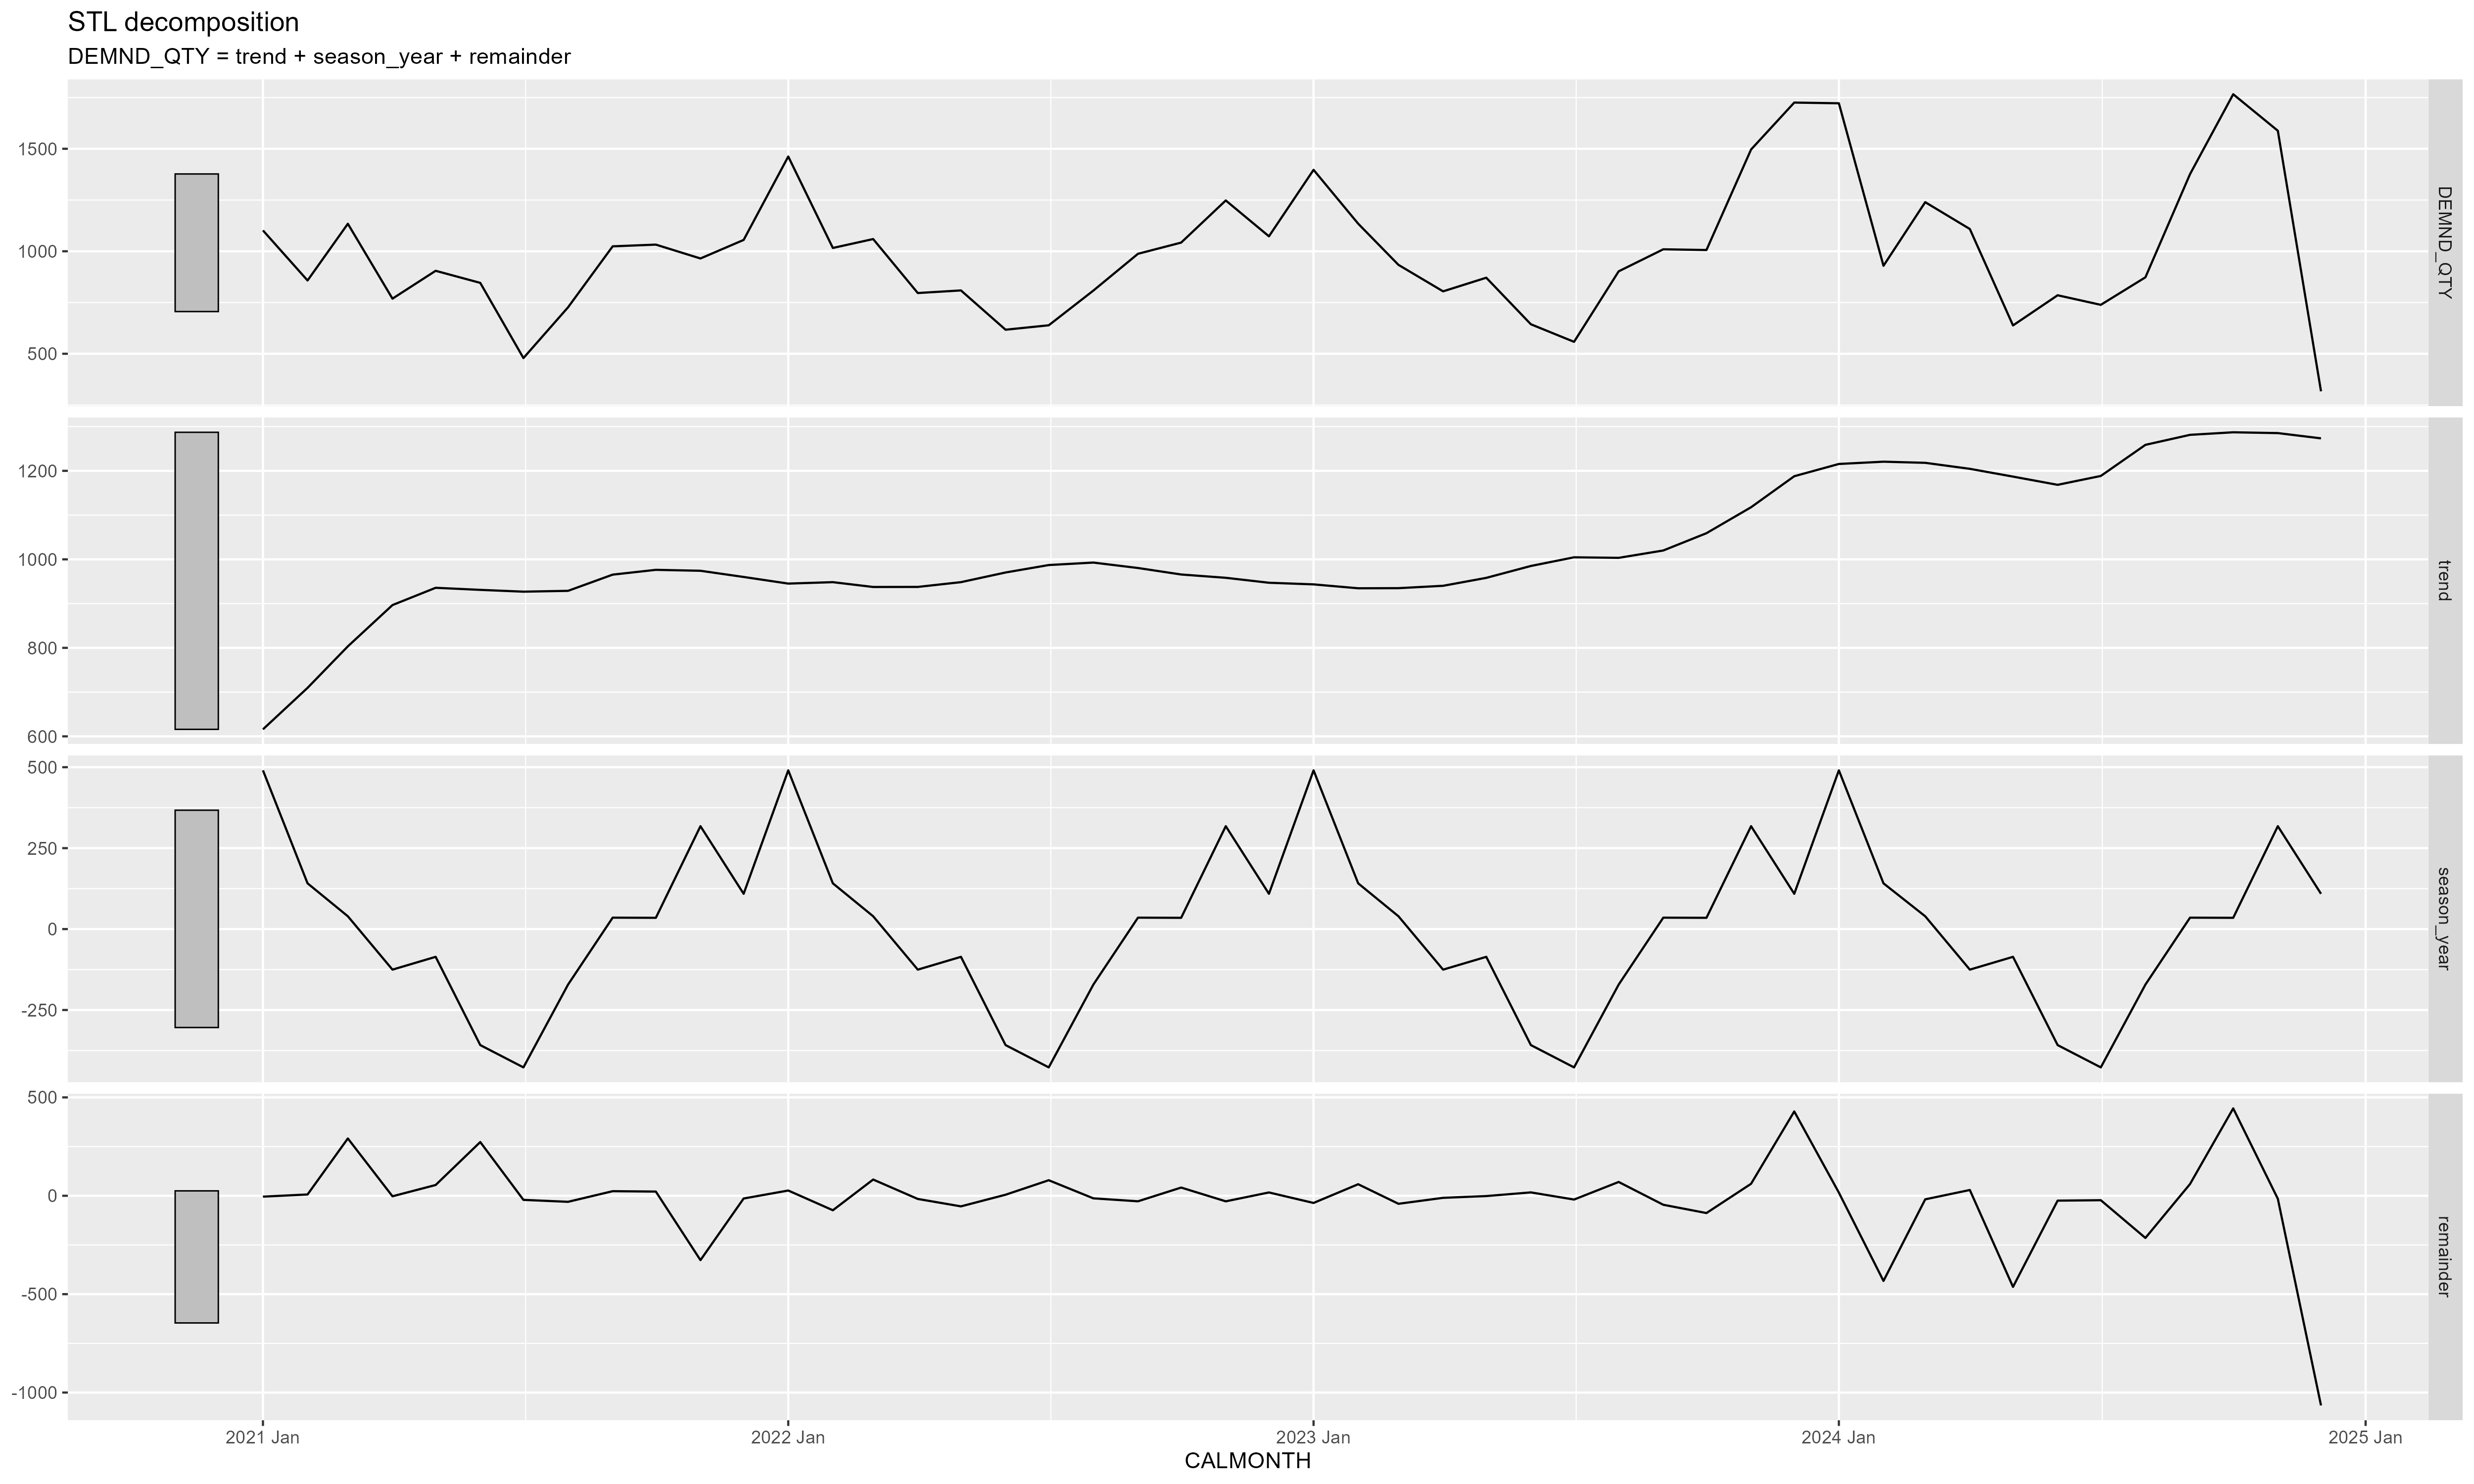 STL decomposition
DEMND_QTY = trend + season_year + remainder
1500
1000
500
DEMND_QTY
1200
1000
800
600
trend
500
250
0
-250
season_year
500
0
-500
-1000
remainder
2021 Jan
2022 Jan
2023 Jan
2024 Jan
2025 Jan
CALMONTH